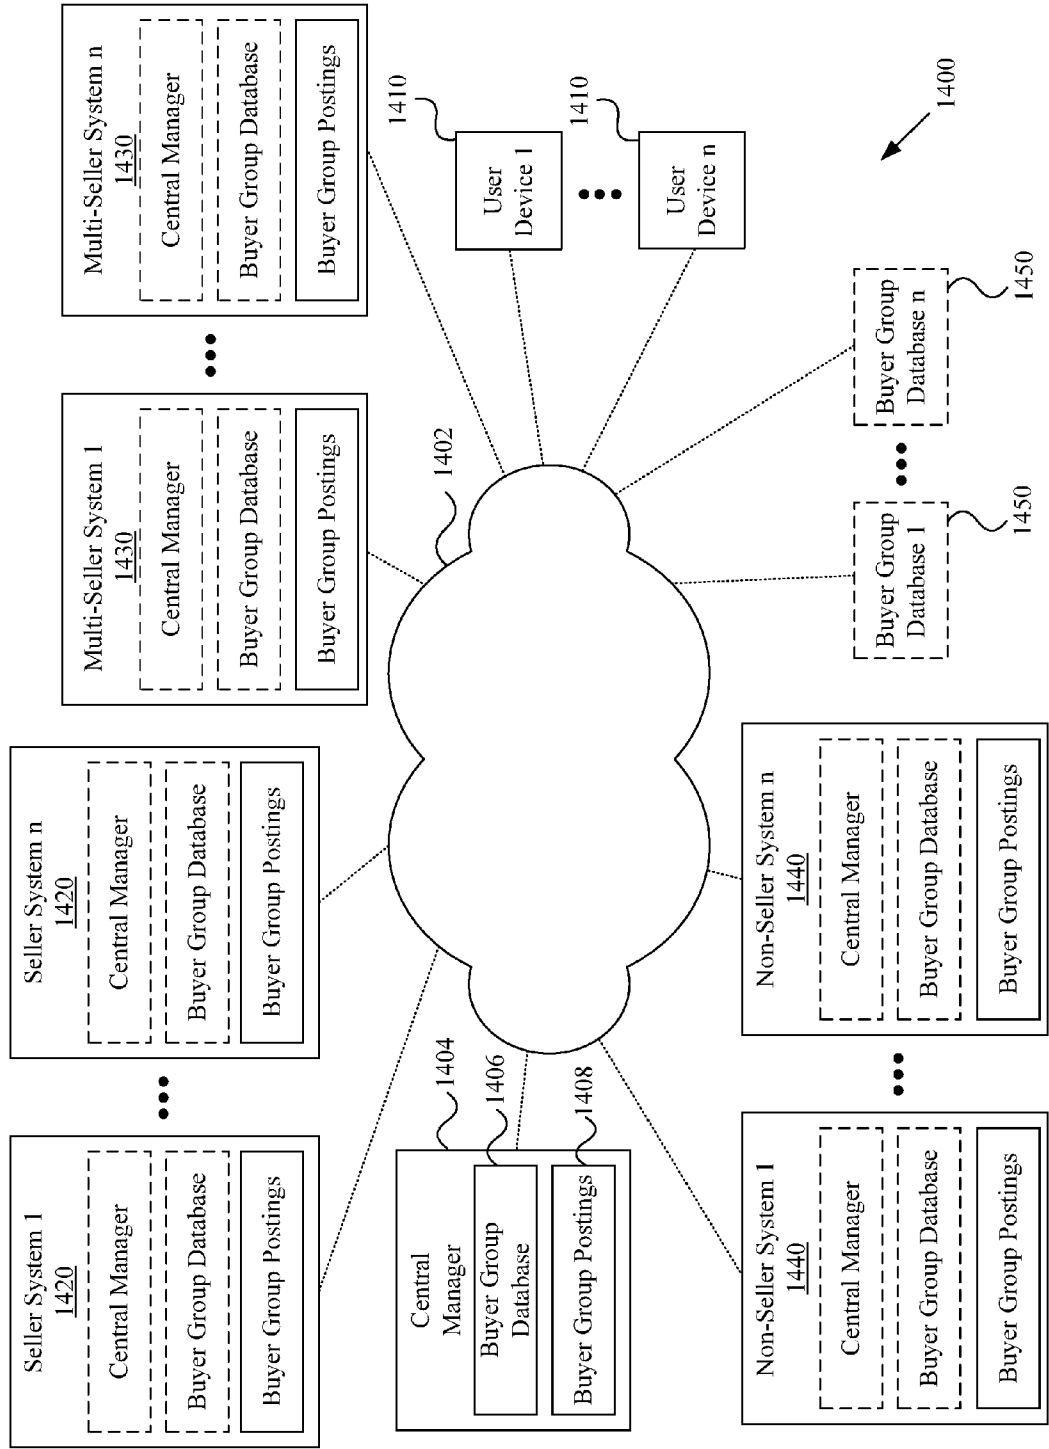 Seller System 1
1420
Central Manager
Buyer Group Database
Buyer Group Postings
Seller System n
1420
Central Manager
Buyer Group Database
Buyer Group Postings
Multi-Seller System 1
1430
Central Manager
Buyer Group Database
Buyer Group Postings
Multi-Seller System n
1430
Central Manager
Buyer Group Database
Buyer Group Postings
Central
Manager
1404
Buyer Group
Database
1406
Buyer Group Postings
1408
1402
User
Device 1
1410
User
Device n
1410
Non-Seller System 1
1440
Central Manager
Buyer Group Database
Buyer Group Postings
Non-Seller System n
1440
Central Manager
Buyer Group Database
Buyer Group Postings
Buyer Group
Database 1
1450
Buyer Group
Database n
1450
1400